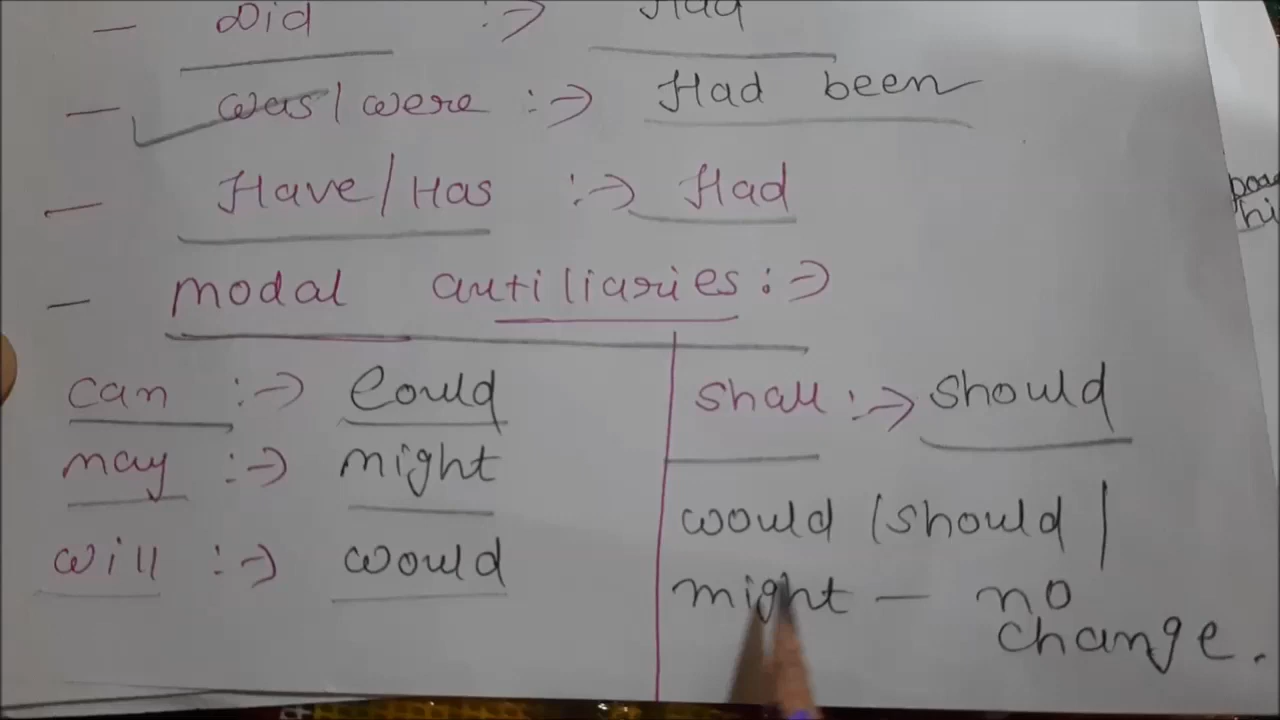 — Did :→ Had
— was/were :→ Had been
— Have/Has :→ Had
— modal autiliaries :→
can :→ Could
may :→ might
will :→ would
shall :→ should
would /should |
might — no
change.